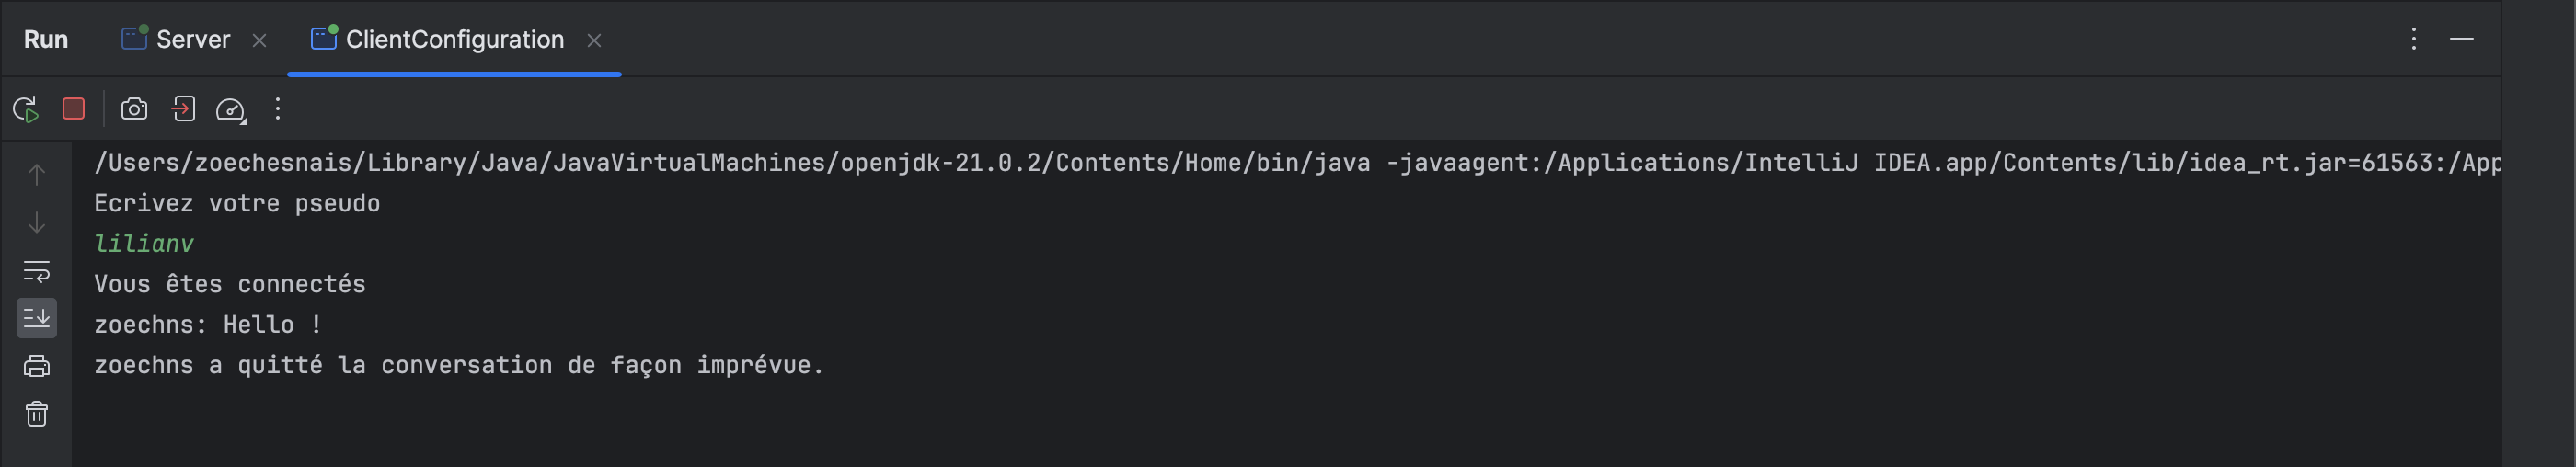 Run Server ClientConfiguration
/Users/zoechesnais/Library/Java/JavaVirtualMachines/openjdk-21.0.2/Contents/Home/bin/java -javaagent:/Applications/IntelliJ IDEA.app/Contents/lib/idea_rt.jar=61563:/App
Ecrivez votre pseudo
lilianv
Vous êtes connectés
zoechns: Hello !
zoechns a quitté la conversation de façon imprévue.